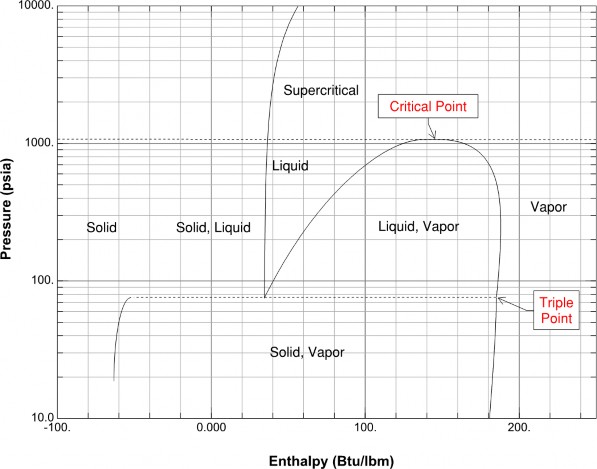 10000.
Supercritical
Critical Point
1000.
Liquid
Vapor
Solid
Solid, Liquid
Liquid, Vapor
Pressure (psia)
100.
Triple
Point
Solid, Vapor
10.0
-100.
0.000
100.
200.
Enthalpy (Btu/lbm)